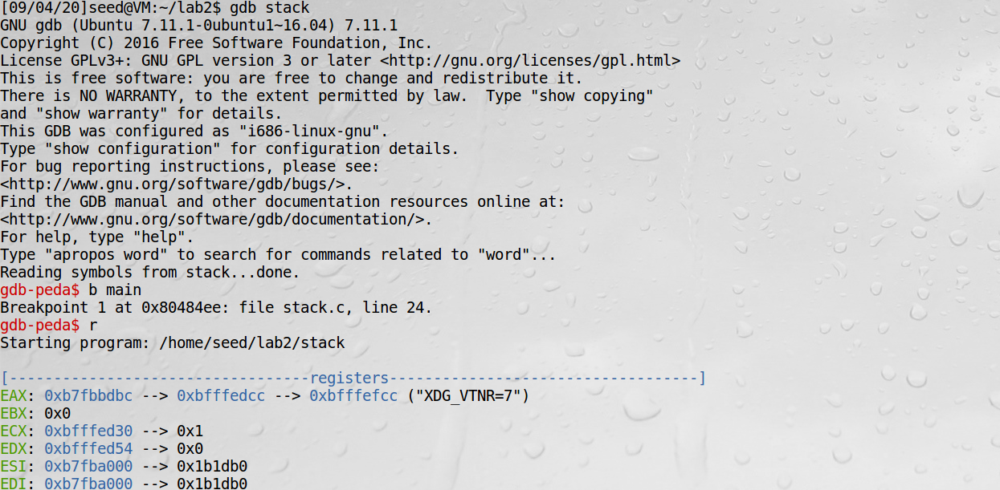 [09/04/20]seed@VM:~/lab2$ gdb stack
GNU gdb (Ubuntu 7.11.1-0ubuntu1~16.04) 7.11.1
Copyright (C) 2016 Free Software Foundation, Inc.
License GPLv3+: GNU GPL version 3 or later <http://gnu.org/licenses/gpl.html>
This is free software: you are free to change and redistribute it.
There is NO WARRANTY, to the extent permitted by law.  Type "show copying"
and "show warranty" for details.
This GDB was configured as "i686-linux-gnu".
Type "show configuration" for configuration details.
For bug reporting instructions, please see:
<http://www.gnu.org/software/gdb/bugs/>.
Find the GDB manual and other documentation resources online at:
<http://www.gnu.org/software/gdb/documentation/>.
For help, type "help".
Type "apropos word" to search for commands related to "word"...
Reading symbols from stack...done.
gdb-peda$ b main
Breakpoint 1 at 0x80484ee: file stack.c, line 24.
gdb-peda$ r
Starting program: /home/seed/lab2/stack
[----------------------------------registers-----------------------------------]
EAX: 0xb7fbbdbc --> 0xbfffedcc --> 0xbfffefcc ("XDG_VTNR=7")
EBX: 0x0
ECX: 0xbfffed30 --> 0x1
EDX: 0xbfffed54 --> 0x0
ESI: 0xb7fba000 --> 0x1b1db0
EDI: 0xb7fba000 --> 0x1b1db0